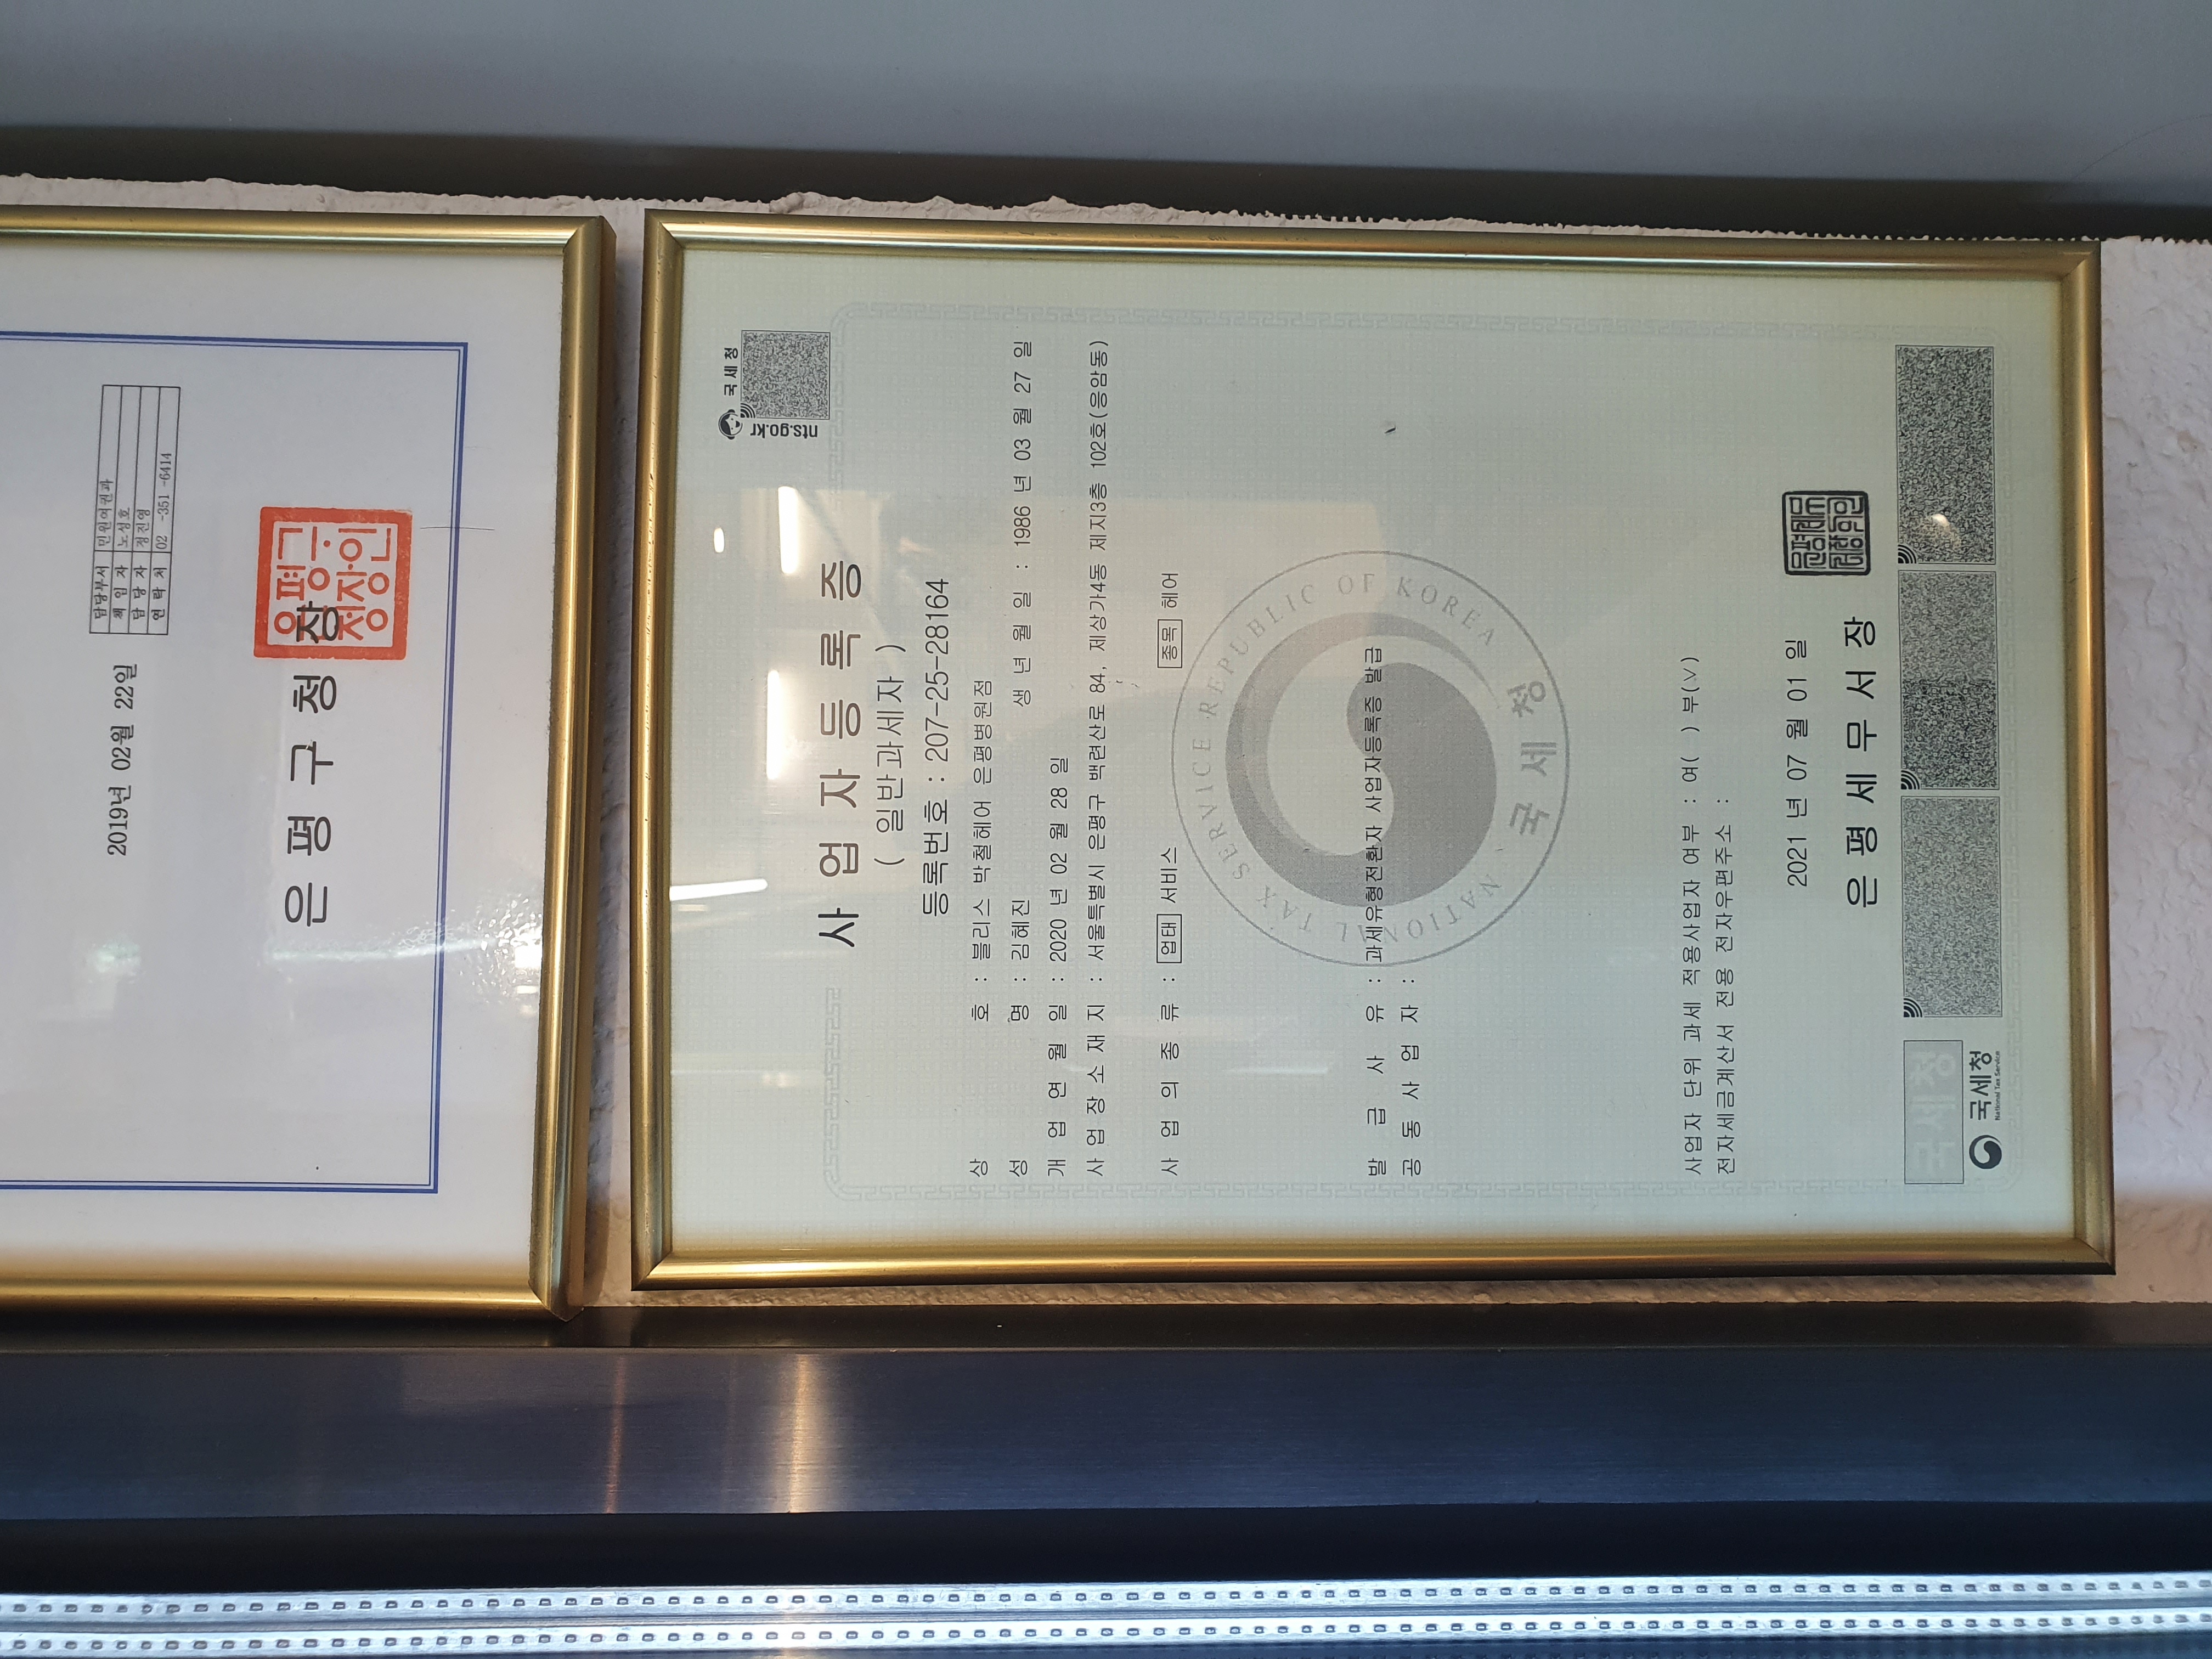 담당부서 민원여권과
책 임 자 노성호
담 당 자 정진영
연 락 처 02 -351 -6414
2019년 02월 22일
은 평 구 청 장
은평구청장인
국세청
nts.go.kr
사 업 자 등 록 증
( 일반과세자 )
등록번호 : 207-25-28164
상 호 : 블리스 박철헤어 은평병원점
성 명 : 김혜진 생 년 월 일 : 1986 년 03 월 27 일
개 업 연 월 일 : 2020 년 02 월 28 일
사 업 장 소 재 지 : 서울특별시 은평구 백련산로 84, 제상가4동 제지3층 102호(응암동)
사 업 의 종 류 : 업태 서비스 종목 헤어
발 급 사 유 : 과세유형전환자 사업자등록증 발급
공 동 사 업 자 :
NATIONAL TAX SERVICE REPUBLIC OF KOREA
국세청
사업자 단위 과세 적용사업자 여부 : 여( ) 부(∨)
전자세금계산서 전용 전자우편주소 :
2021 년 07 월 01 일
은 평 세 무 서 장
국세청
국세청
National Tax Service